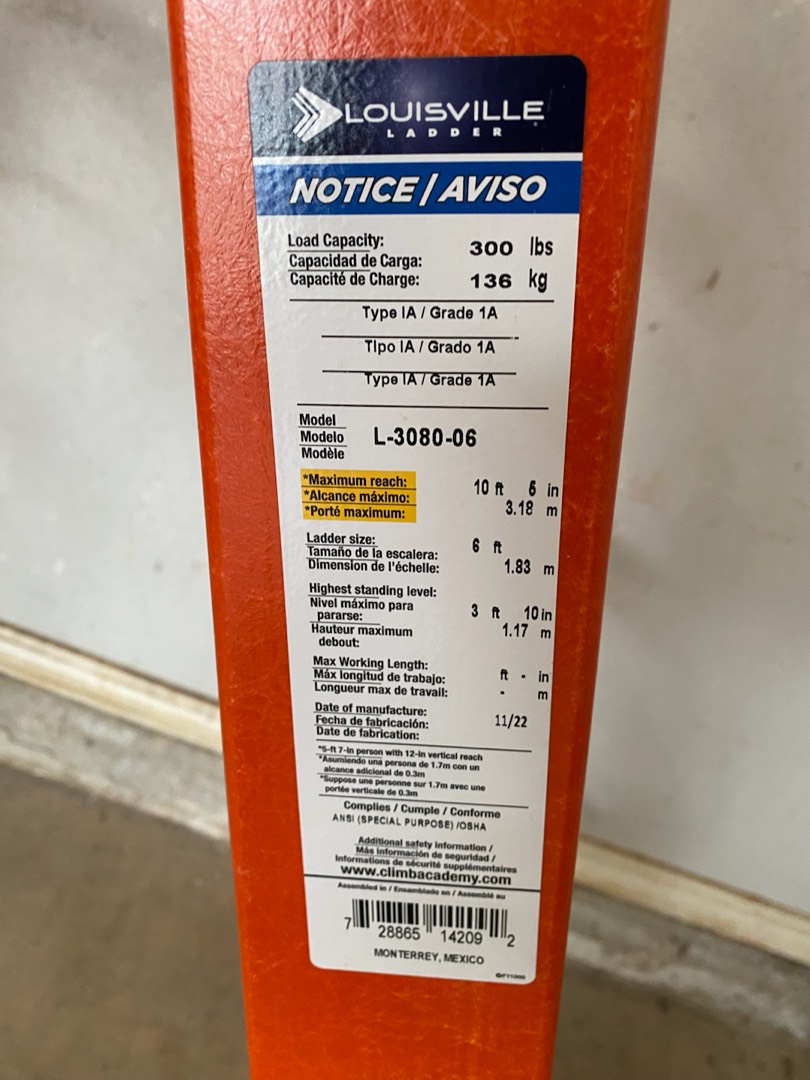 LOUISVILLE
LADDER
NOTICE/AVISO
Load Capacity:
Capacidad de Carga:
Capacité de Charge:
300 lbs
136 kg
Type IA / Grade 1A
Tipo IA / Grado 1A
Type IA / Grade 1A
Model
Modelo
Modèle
L-3080-06
*Maximum reach:
*Alcance máximo:
*Porté maximum:
10 ft 5 in
3.18 m
Ladder size:
Tamaño de la escalera:
Dimension de l'échelle:
6 ft
1.83 m
Highest standing level:
Nivel máximo para
pararse:
Hauteur maximum
debout:
3 ft 10 in
1.17 m
Max Working Length:
Máx longitud de trabajo:
Longueur max de travail:
ft - in
- m
Date of manufacture:
Fecha de fabricación:
Date de fabrication:
11/22
*5-ft 7-in person with 12-in vertical reach
*Asumiendo una persona de 1.7m con un
alcance adicional de 0.3m
*Suppose une personne sur 1.7m avec une
portée verticale de 0.3m
Complies / Cumple / Conforme
ANSI (SPECIAL PURPOSE) /OSHA
Additional safety information /
Más información de seguridad /
Informations de sécurité supplémentaires
www.climbacademy.com
Assembled in / Ensamblado en / Assemblé au
7 28865 14209 2
MONTERREY, MEXICO